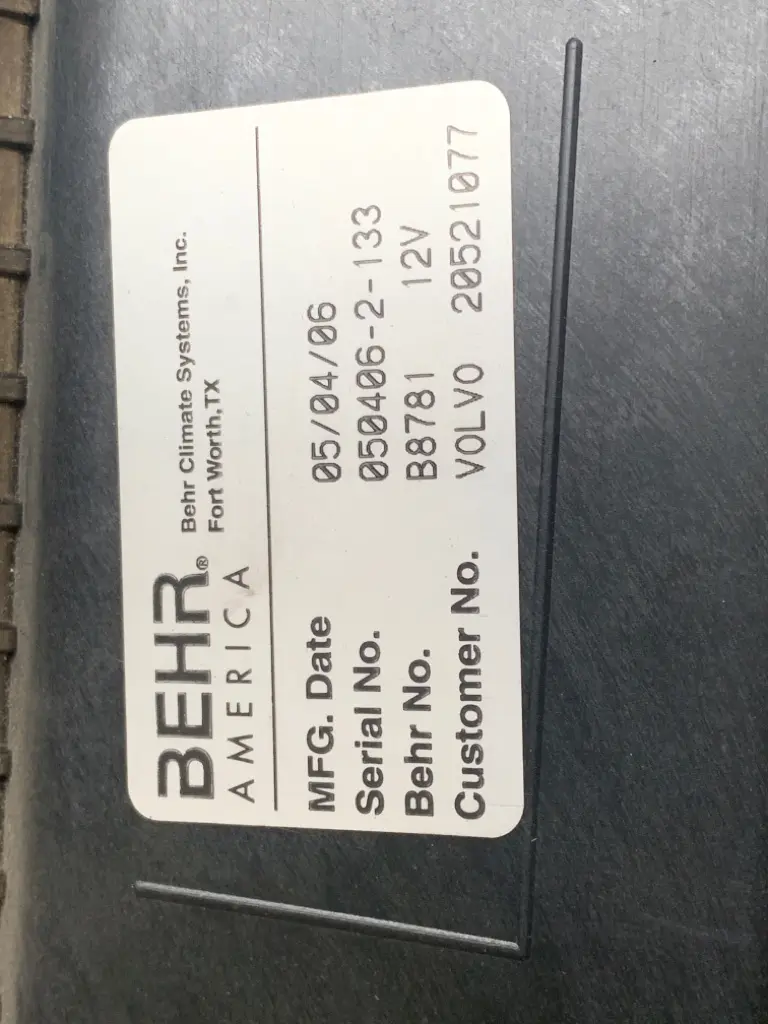 BEHR®
AMERICA
Behr Climate Systems, Inc.
Fort Worth,TX
MFG. Date 05/04/06
Serial No. 050406-2-133
Behr No. B8781 12V
Customer No. VOLVO 20521077